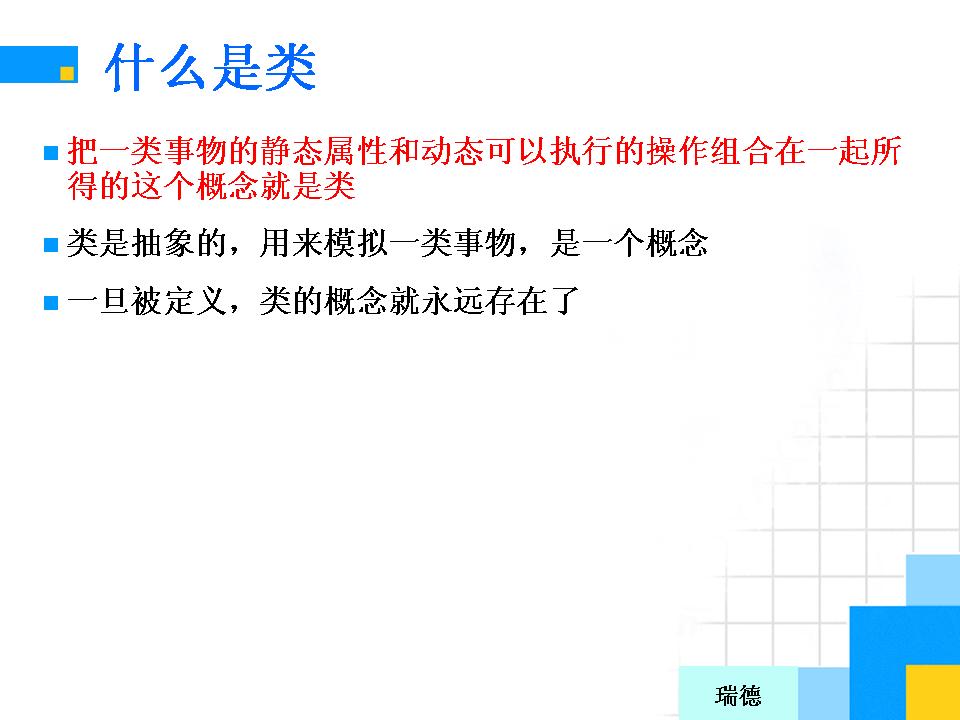 什么是类
把一类事物的静态属性和动态可以执行的操作组合在一起所
得的这个概念就是类
类是抽象的，用来模拟一类事物，是一个概念
一旦被定义，类的概念就永远存在了
瑞德